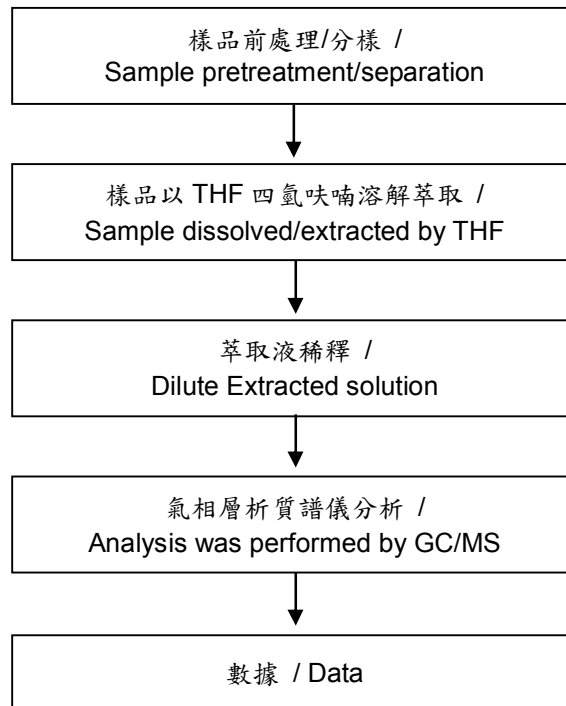 樣品前處理/分樣 /
Sample pretreatment/separation
樣品以 THF 四氫呋喃溶解萃取 /
Sample dissolved/extracted by THF
萃取液稀釋 /
Dilute Extracted solution
氣相層析質譜儀分析 /
Analysis was performed by GC/MS
數據 / Data